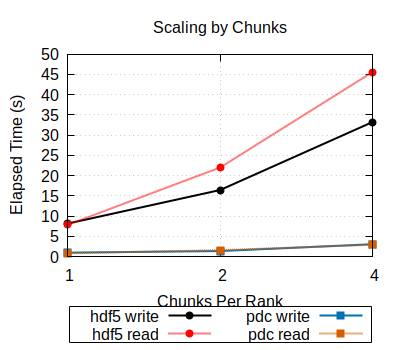 Scaling by Chunks
50
45
40
35
30
25
20
15
10
5
0
Elapsed Time (s)
1 2 4
Chunks Per Rank
hdf5 write pdc write
hdf5 read pdc read